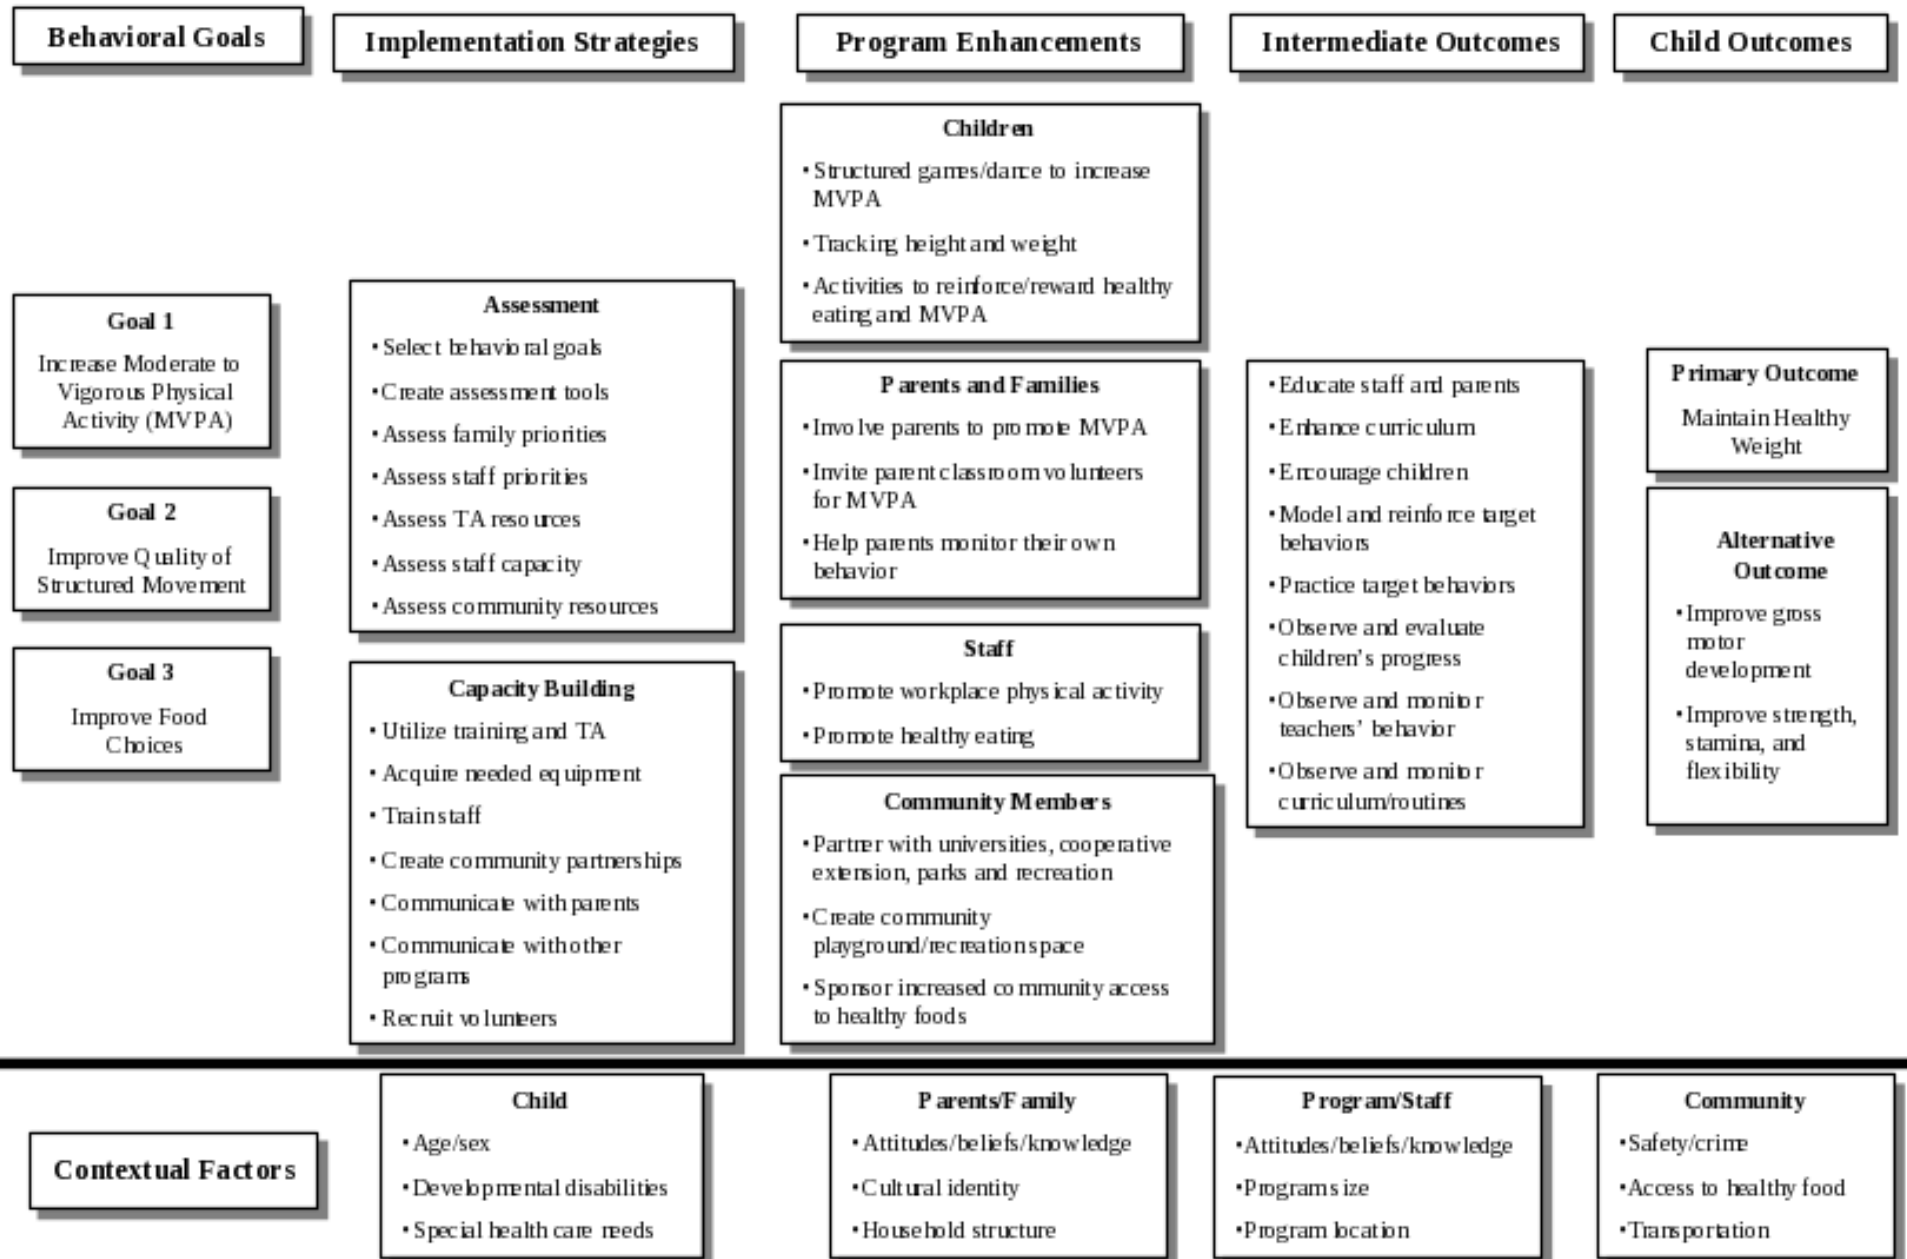 Behavioral Goals
Implementation Strategies
Program Enhancements
Intermediate Outcomes
Child Outcomes
Goal 1
Increase Moderate to
Vigorous Physical
Activity (MVPA)
Goal 2
Improve Quality of
Structured Movement
Goal 3
Improve Food
Choices
Assessment
• Select behavioral goals
• Create assessment tools
• Assess family priorities
• Assess staff priorities
• Assess TA resources
• Assess staff capacity
• Assess community resources
Capacity Building
• Utilize training and TA
• Acquire needed equipment
• Train staff
• Create community partnerships
• Communicate with parents
• Communicate with other
programs
• Recruit volunteers
Children
• Structured games/dance to increase
MVPA
• Tracking height and weight
• Activities to reinforce/reward healthy
eating and MVPA
Parents and Families
• Involve parents to promote MVPA
• Invite parent classroom volunteers
for MVPA
• Help parents monitor their own
behavior
Staff
• Promote workplace physical activity
• Promote healthy eating
Community Members
• Partner with universities, cooperative
extension, parks and recreation
• Create community
playground/recreation space
• Sponsor increased community access
to healthy foods
• Educate staff and parents
• Enhance curriculum
• Encourage children
• Model and reinforce target
behaviors
• Practice target behaviors
• Observe and evaluate
children's progress
• Observe and monitor
teachers' behavior
• Observe and monitor
curriculum/routines
Primary Outcome
Maintain Healthy
Weight
Alternative
Outcome
• Improve gross
motor
development
• Improve strength,
stamina, and
flexibility
Contextual Factors
Child
• Age/sex
• Developmental disabilities
• Special health care needs
Parents/Family
• Attitudes/beliefs/knowledge
• Cultural identity
• Household structure
Program/Staff
• Attitudes/beliefs/knowledge
• Program size
• Program location
Community
• Safety/crime
• Access to healthy food
• Transportation